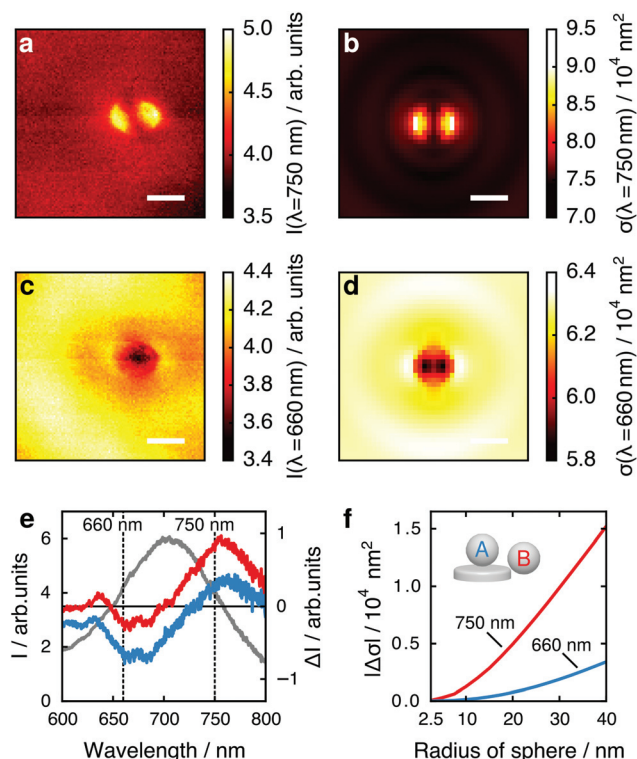 a
5.0
4.5
4.0
3.5
I(λ=750 nm) / arb. units
b
9.5
9.0
8.5
8.0
7.5
7.0
σ(λ = 750 nm) / 10⁴ nm²
c
4.4
4.2
4.0
3.8
3.6
3.4
I(λ=660 nm) / arb. units
d
6.4
6.2
6.0
5.8
σ(λ=660 nm) / 10⁴ nm²
e
660 nm
750 nm
6
4
2
0
I / arb.units
1
0
−1
ΔI / arb.units
600
650
700
750
800
Wavelength / nm
f
1.5
1.0
0.5
0.0
|Δσ| / 10⁴ nm²
A
B
750 nm
660 nm
2.5
10
20
30
40
Radius of sphere / nm